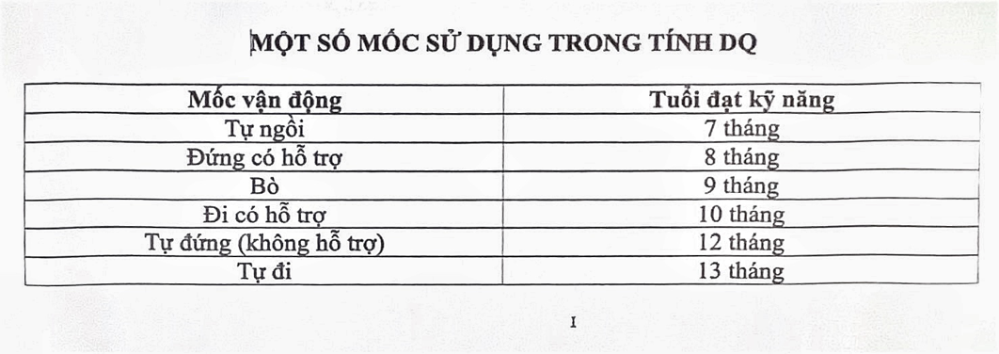 MỘT SỐ MỐC SỬ DỤNG TRONG TÍNH DQ
Mốc vận động Tuổi đạt kỹ năng
Tự ngồi 7 tháng
Đứng có hỗ trợ 8 tháng
Bò 9 tháng
Đi có hỗ trợ 10 tháng
Tự đứng (không hỗ trợ) 12 tháng
Tự đi 13 tháng
I